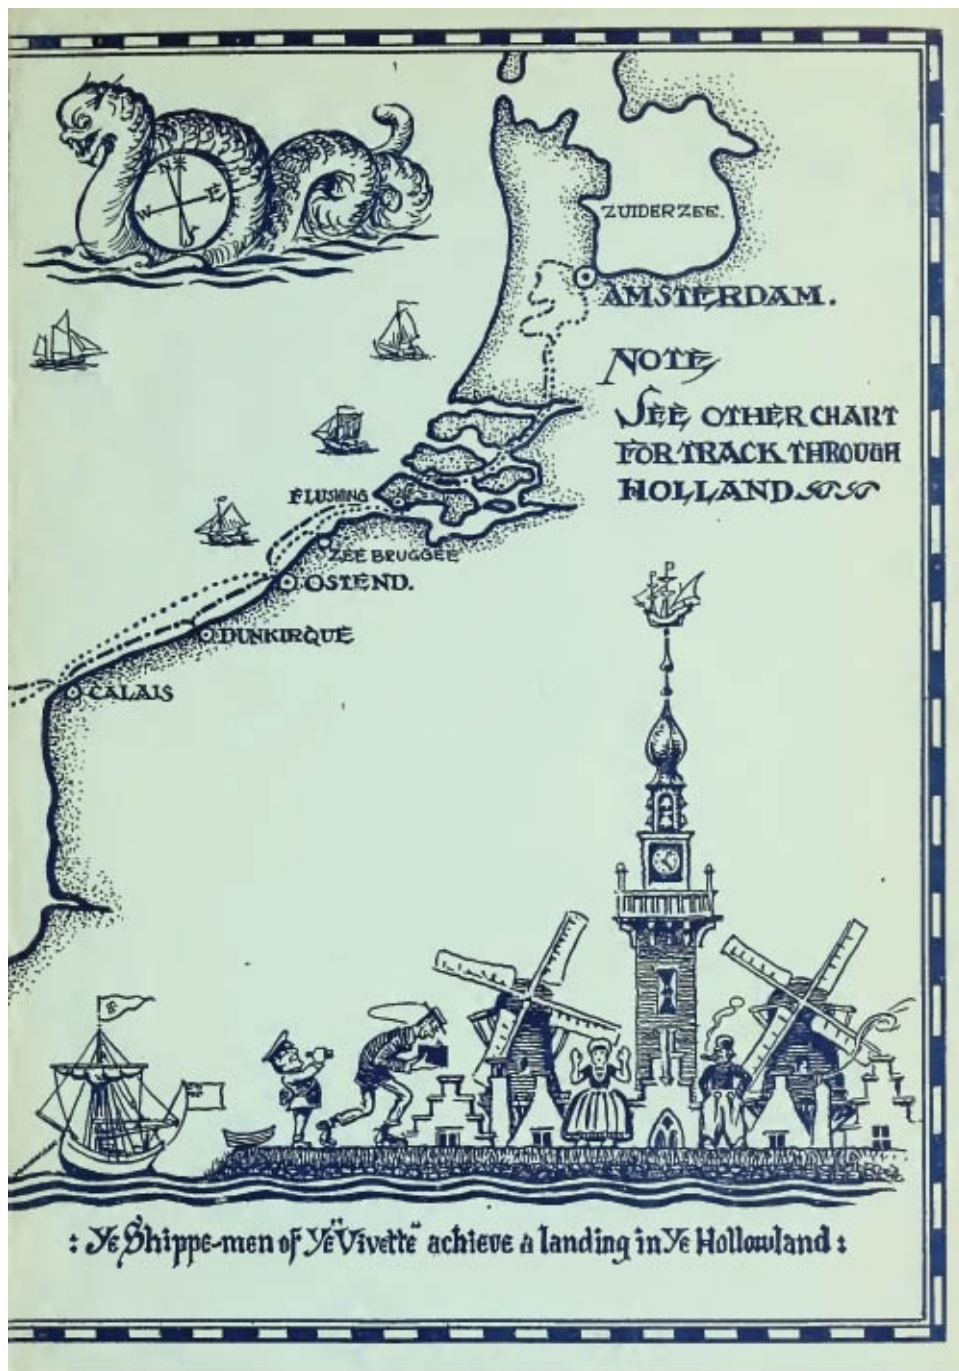 N
W E
S
ZUIDERZEE.
AMSTERDAM.
NOTE
SEE OTHER CHART
FOR TRACK THROUGH
HOLLAND
FLUSHING
ZEE BRUGGEE
OSTEND.
DUNKIRQUE
CALAIS
: Ye Shippe-men of Ye "Vivette" achieve a landing in Ye Hollowland :